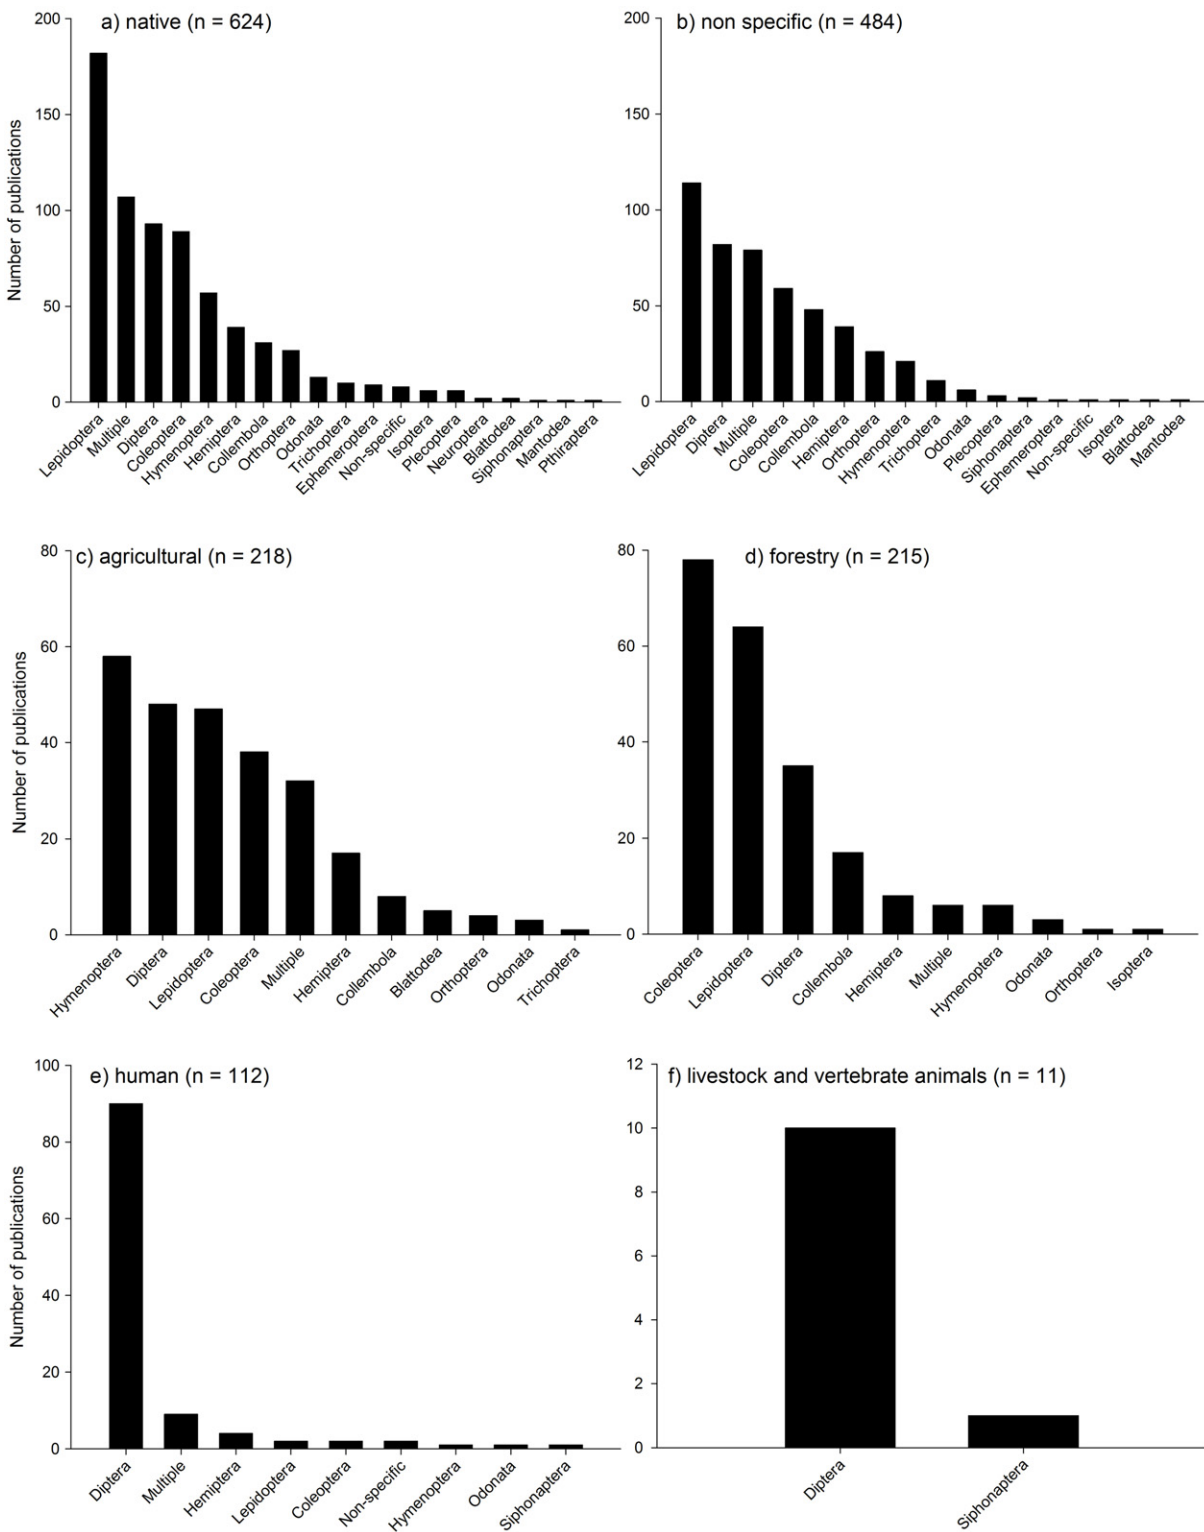 a) native (n = 624)
Number of publications
200
150
100
50
0
Lepidoptera
Multiple
Diptera
Coleoptera
Hymenoptera
Hemiptera
Collembola
Orthoptera
Odonata
Trichoptera
Ephemeroptera
Non-specific
Isoptera
Plecoptera
Neuroptera
Blattodea
Siphonaptera
Mantodea
Pthiraptera
b) non specific (n = 484)
200
150
100
50
0
Lepidoptera
Diptera
Multiple
Coleoptera
Collembola
Hemiptera
Orthoptera
Hymenoptera
Trichoptera
Odonata
Plecoptera
Siphonaptera
Ephemeroptera
Non-specific
Isoptera
Blattodea
Mantodea
c) agricultural (n = 218)
Number of publications
80
60
40
20
0
Hymenoptera
Diptera
Lepidoptera
Coleoptera
Multiple
Hemiptera
Collembola
Blattodea
Orthoptera
Odonata
Trichoptera
d) forestry (n = 215)
80
60
40
20
0
Coleoptera
Lepidoptera
Diptera
Collembola
Hemiptera
Multiple
Hymenoptera
Odonata
Orthoptera
Isoptera
e) human (n = 112)
Number of publications
100
80
60
40
20
0
Diptera
Multiple
Hemiptera
Lepidoptera
Coleoptera
Non-specific
Hymenoptera
Odonata
Siphonaptera
f) livestock and vertebrate animals (n = 11)
12
10
8
6
4
2
0
Diptera
Siphonaptera